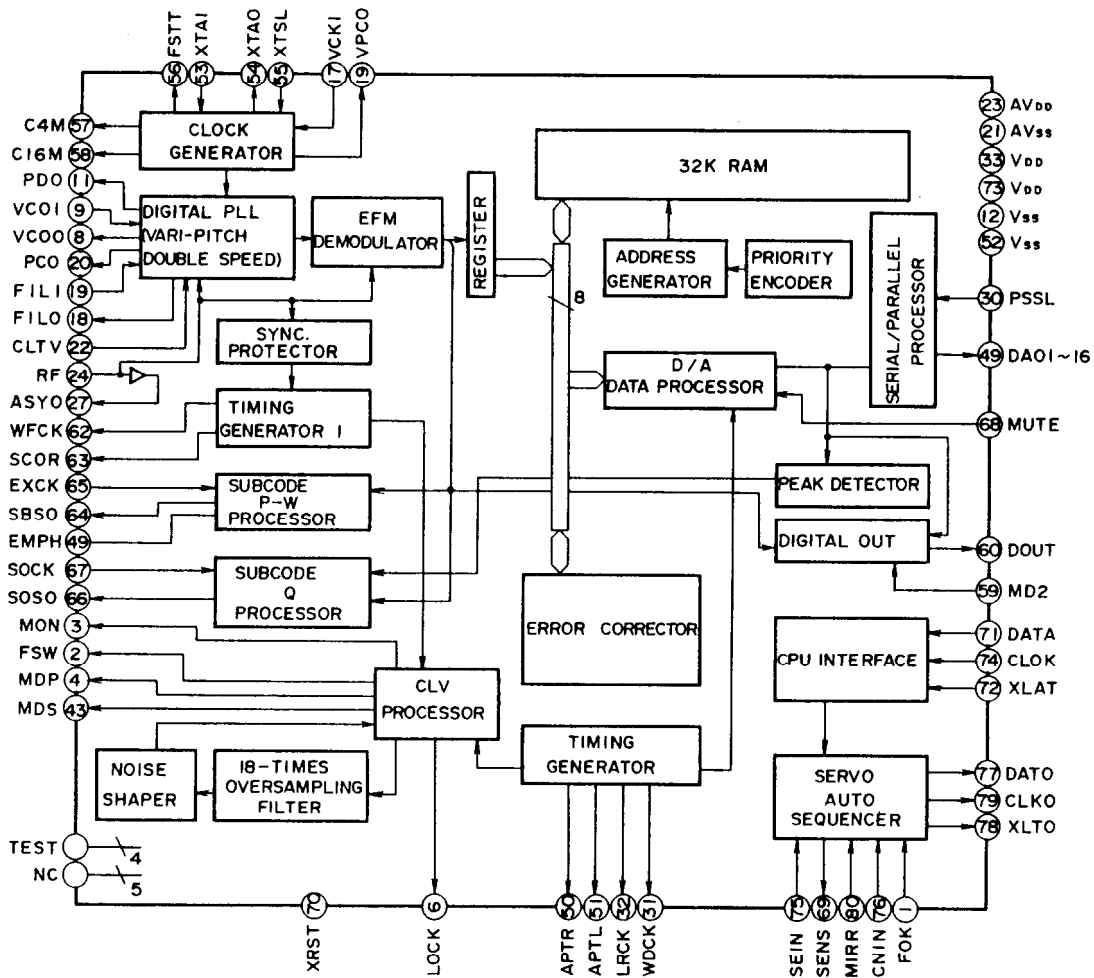 FSTT
XTAI
XTAO
XTSL
VCKI
VPCO
56
53
54
55
17
19
C4M 57
C16M 58
PDO 11
VCOI 9
VCOO 8
PCO 20
FILI 19
FILO 18
CLTV 22
RF 24
ASYO 27
WFCK 62
SCOR 63
EXCK 65
SBSO 64
EMPH 49
SOCK 67
SOSO 66
MON 3
FSW 2
MDP 4
MDS 43
TEST
4
NC
5
CLOCK
GENERATOR
DIGITAL PLL
(VARI-PITCH
DOUBLE SPEED)
EFM
DEMODULATOR
REGISTER
SYNC.
PROTECTOR
TIMING
GENERATOR 1
SUBCODE
P-W
PROCESSOR
SUBCODE
Q
PROCESSOR
CLV
PROCESSOR
NOISE
SHAPER
18-TIMES
OVERSAMPLING
FILTER
32K RAM
8
ADDRESS
GENERATOR
PRIORITY
ENCODER
D/A
DATA PROCESSOR
SERIAL/PARALLEL
PROCESSOR
PEAK DETECTOR
DIGITAL OUT
ERROR CORRECTOR
CPU INTERFACE
TIMING
GENERATOR
SERVO
AUTO
SEQUENCER
23 AVDD
21 AVSS
33 VDD
73 VDD
12 VSS
52 VSS
30 PSSL
49 DA01~16
68 MUTE
60 DOUT
59 MD2
71 DATA
74 CLOK
72 XLAT
77 DATO
79 CLKO
78 XLTO
70
6
50
51
32
31
75
69
80
76
1
XRST
LOCK
APTR
APTL
LRCK
WDCK
SEIN
SENS
MIRR
CNIN
FOK